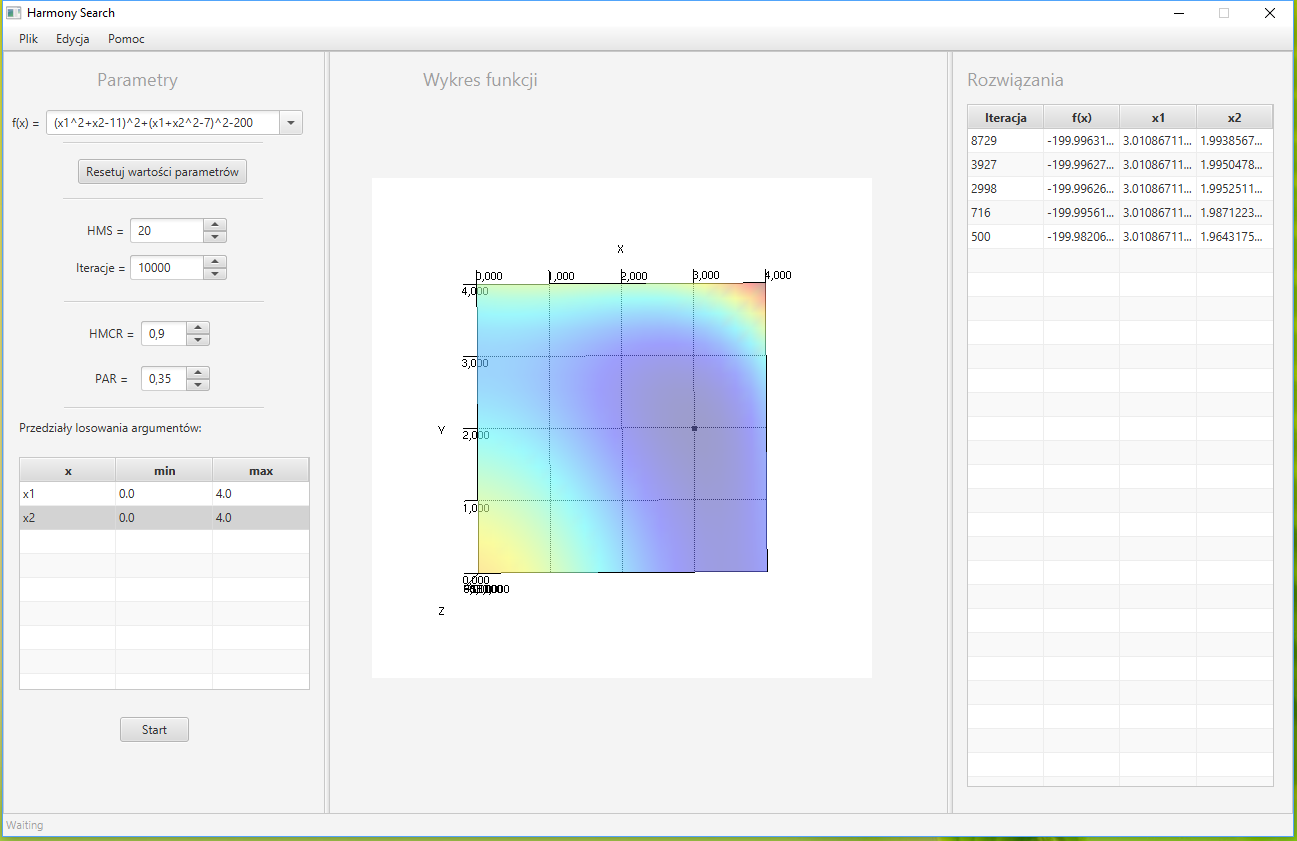 Harmony Search
Plik Edycja Pomoc
Parametry
f(x) = (x1^2+x2-11)^2+(x1+x2^2-7)^2-200
Resetuj wartości parametrów
HMS = 20
Iteracje = 10000
HMCR = 0,9
PAR = 0,35
Przedziały losowania argumentów:
x min max
x1 0.0 4.0
x2 0.0 4.0
Start
Wykres funkcji
X
0,000 1,000 2,000 3,000 4,000
4,000
3,000
Y
2,000
1,000
0,000
Z
Rozwiązania
Iteracja f(x) x1 x2
8729 -199.99631... 3.01086711... 1.9938567...
3927 -199.99627... 3.01086711... 1.9950478...
2998 -199.99626... 3.01086711... 1.9952511...
716 -199.99561... 3.01086711... 1.9871223...
500 -199.98206... 3.01086711... 1.9643175...
Waiting